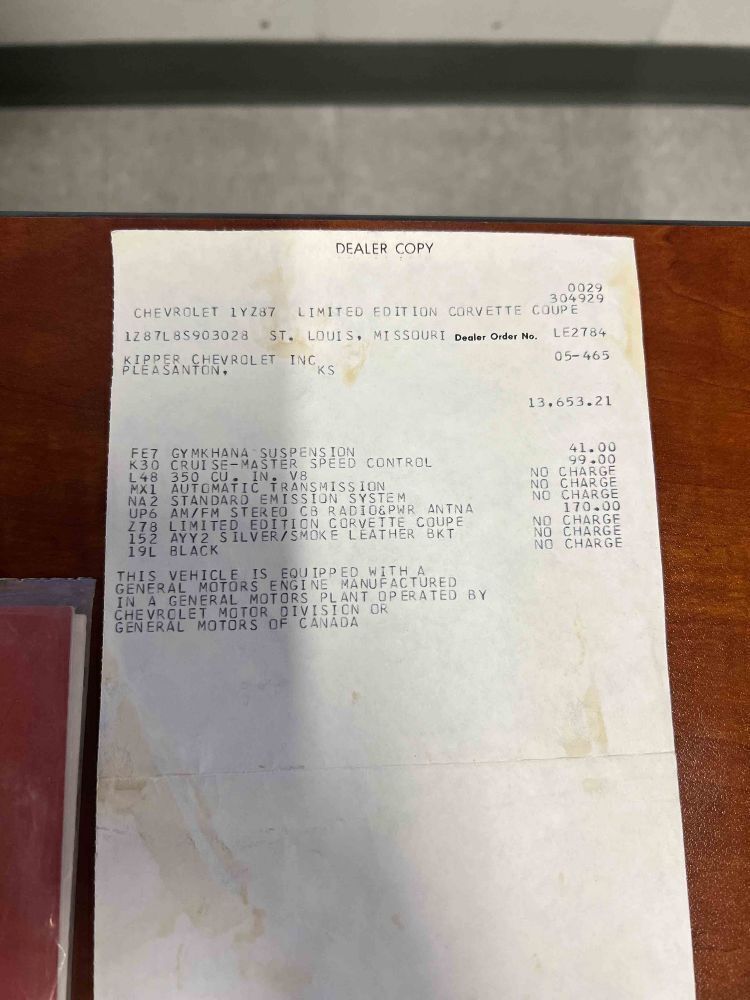 DEALER COPY
0029
304929
CHEVROLET 1YZ87 LIMITED EDITION CORVETTE COUPE
1Z87L8S903028 ST. LOUIS, MISSOURI Dealer Order No. LE2784
KIPPER CHEVROLET INC 05-465
PLEASANTON, KS
13,653.21
FE7 GYMKHANA SUSPENSION 41.00
K30 CRUISE-MASTER SPEED CONTROL 99.00
L48 350 CU. IN. V8 NO CHARGE
MX1 AUTOMATIC TRANSMISSION NO CHARGE
NA2 STANDARD EMISSION SYSTEM NO CHARGE
UP6 AM/FM STEREO CB RADIO&PWR ANTNA 170.00
Z78 LIMITED EDITION CORVETTE COUPE NO CHARGE
152 AYY2 SILVER/SMOKE LEATHER BKT NO CHARGE
19L BLACK NO CHARGE
THIS VEHICLE IS EQUIPPED WITH A
GENERAL MOTORS ENGINE MANUFACTURED
IN A GENERAL MOTORS PLANT OPERATED BY
CHEVROLET MOTOR DIVISION OR
GENERAL MOTORS OF CANADA